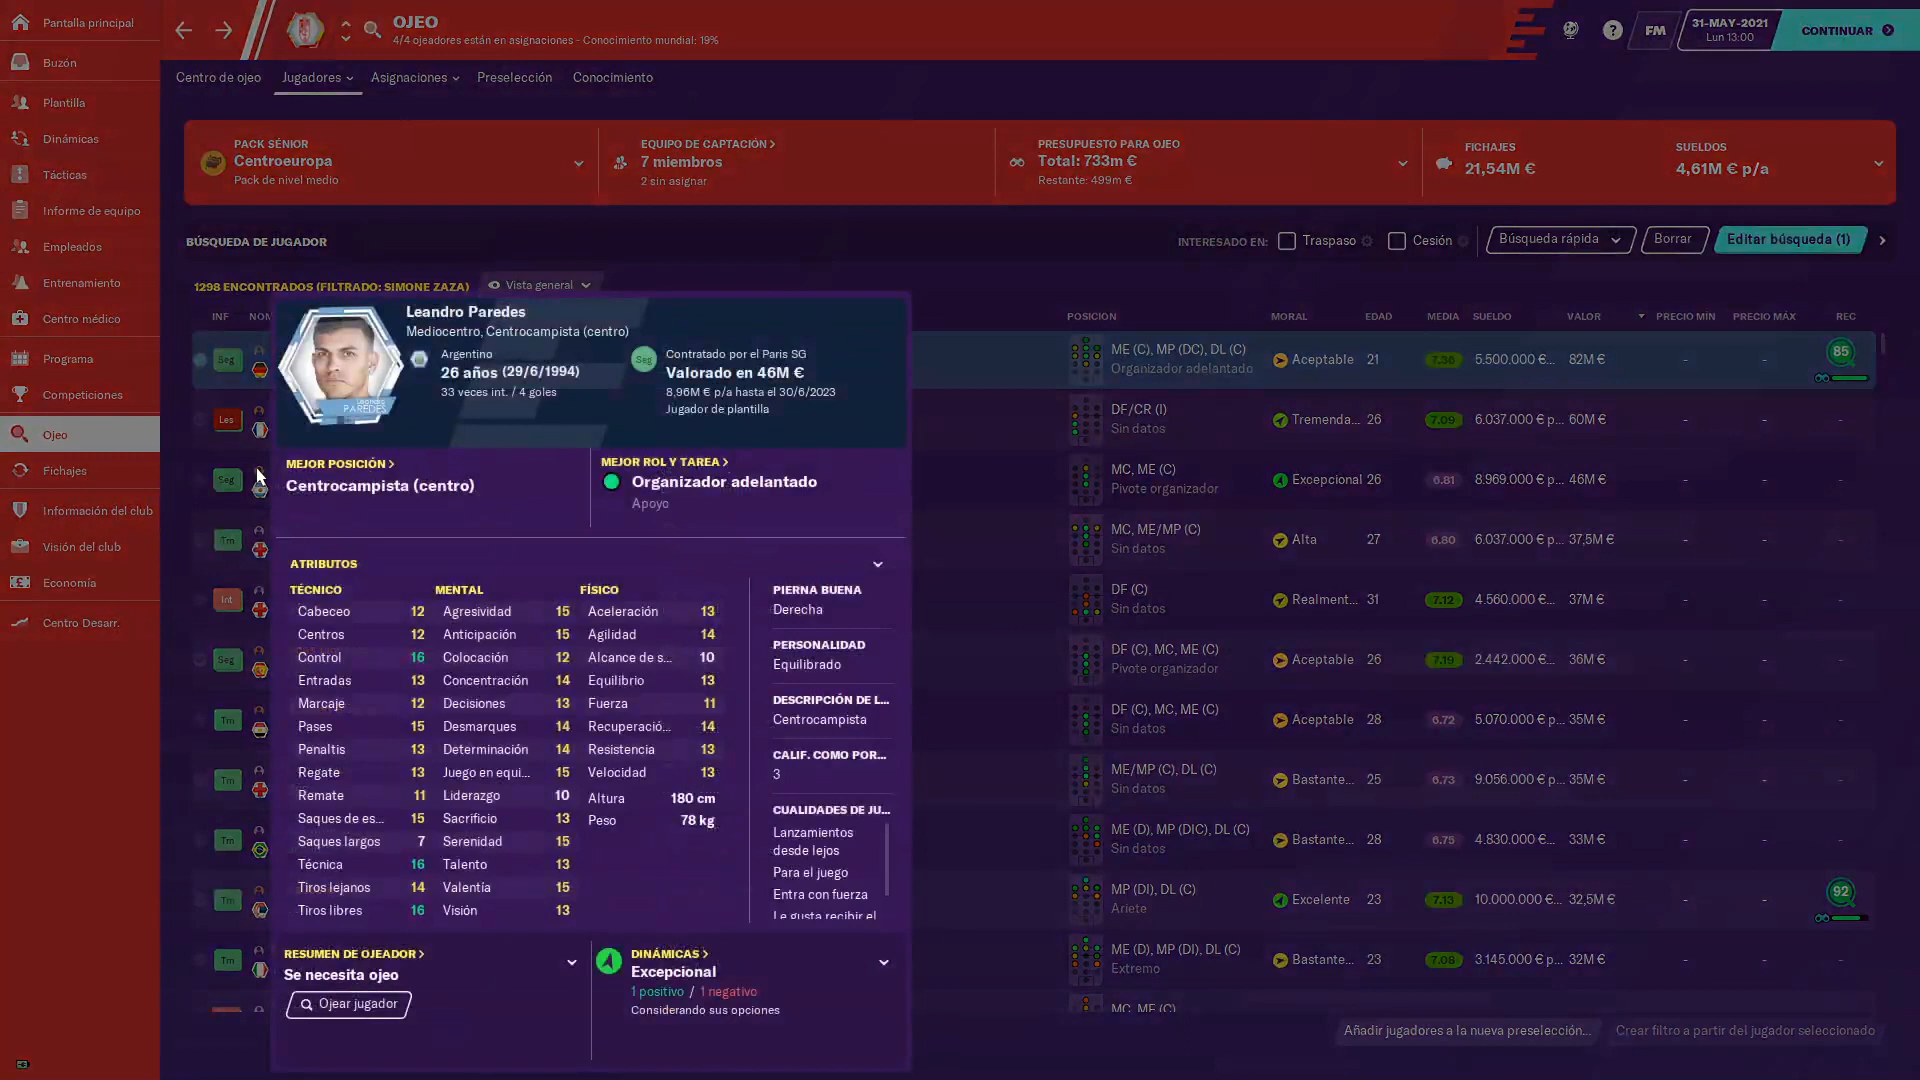 Pantalla principal
Buzón
Plantilla
Dinámicas
Tácticas
Informe de equipo
Empleados
Entrenamiento
Centro médico
Programa
Competiciones
Ojeo
Fichajes
Información del club
Visión del club
Economía
Centro Desarr.
OJEO
4/4 ojeadores están en asignaciones - Conocimiento mundial: 19%
FM
31-MAY-2021
Lun 13:00
CONTINUAR
Centro de ojeo
Jugadores
Asignaciones
Preselección
Conocimiento
PACK SÉNIOR
Centroeuropa
Pack de nivel medio
EQUIPO DE CAPTACIÓN >
7 miembros
2 sin asignar
PRESUPUESTO PARA OJEO
Total: 733m €
Restante: 499m €
FICHAJES
21,54M €
SUELDOS
4,61M € p/a
BÚSQUEDA DE JUGADOR
INTERESADO EN:
Traspaso
Cesión
Búsqueda rápida
Borrar
Editar búsqueda (1)
1298 ENCONTRADOS (FILTRADO: SIMONE ZAZA)
Vista general
INF NOM
POSICIÓN MORAL EDAD MEDIA SUELDO VALOR PRECIO MÍN PRECIO MÁX REC
Seg ME (C), MP (DC), DL (C) Aceptable 21 7.36 5.500.000 €... 82M € - - 85
Organizador adelantado
Les DF/CR (I) Tremenda... 26 7.09 6.037.000 € p... 60M € - - -
Sin datos
Seg MC, ME (C) Excepcional 26 6.81 8.969.000 € p... 46M € - - -
Pivote organizador
Tm MC, ME/MP (C) Alta 27 6.80 6.037.000 € p... 37,5M € - - -
Sin datos
Int DF (C) Realment... 31 7.12 4.560.000 €... 37M € - - -
Sin datos
Seg DF (C), MC, ME (C) Aceptable 26 7.19 2.442.000 €... 36M € - - -
Pivote organizador
Tm DF (C), MC, ME (C) Aceptable 28 6.72 5.070.000 €... 35M € - - -
Sin datos
Tm ME/MP (C), DL (C) Bastante... 25 6.73 9.056.000 € p... 35M € - - -
Sin datos
Tm ME (D), MP (DIC), DL (C) Bastante... 28 6.75 4.830.000 €... 33M € - - -
Sin datos
Tm MP (DI), DL (C) Excelente 23 7.13 10.000.000 €... 32,5M € - - 92
Ariete
Tm ME (D), MP (DI), DL (C) Bastante... 23 7.08 3.145.000 € p... 32M € - - -
Extremo
MC, ME (C)
Leandro Paredes
Mediocentro, Centrocampista (centro)
Argentino
26 años (29/6/1994)
33 veces int. / 4 goles
Seg
Contratado por el Paris SG
Valorado en 46M €
8,96M € p/a hasta el 30/6/2023
Jugador de plantilla
Leandro
PAREDES
MEJOR POSICIÓN >
Centrocampista (centro)
MEJOR ROL Y TAREA >
Organizador adelantado
Apoyo
ATRIBUTOS
TÉCNICO MENTAL FÍSICO
Cabeceo 12 Agresividad 15 Aceleración 13
Centros 12 Anticipación 15 Agilidad 14
Control 16 Colocación 12 Alcance de s... 10
Entradas 13 Concentración 14 Equilibrio 13
Marcaje 12 Decisiones 13 Fuerza 11
Pases 15 Desmarques 14 Recuperació... 14
Penaltis 13 Determinación 14 Resistencia 13
Regate 13 Juego en equi... 15 Velocidad 13
Remate 11 Liderazgo 10 Altura 180 cm
Saques de es... 15 Sacrificio 13 Peso 78 kg
Saques largos 7 Serenidad 15
Técnica 16 Talento 13
Tiros lejanos 14 Valentía 15
Tiros libres 16 Visión 13
PIERNA BUENA
Derecha
PERSONALIDAD
Equilibrado
DESCRIPCIÓN DE L...
Centrocampista
CALIF. COMO POR...
3
CUALIDADES DE JU...
Lanzamientos
desde lejos
Para el juego
Entra con fuerza
Le gusta recibir el
RESUMEN DE OJEADOR >
Se necesita ojeo
Ojear jugador
DINÁMICAS >
Excepcional
1 positivo / 1 negativo
Considerando sus opciones
Añadir jugadores a la nueva preselección...
Crear filtro a partir del jugador seleccionado